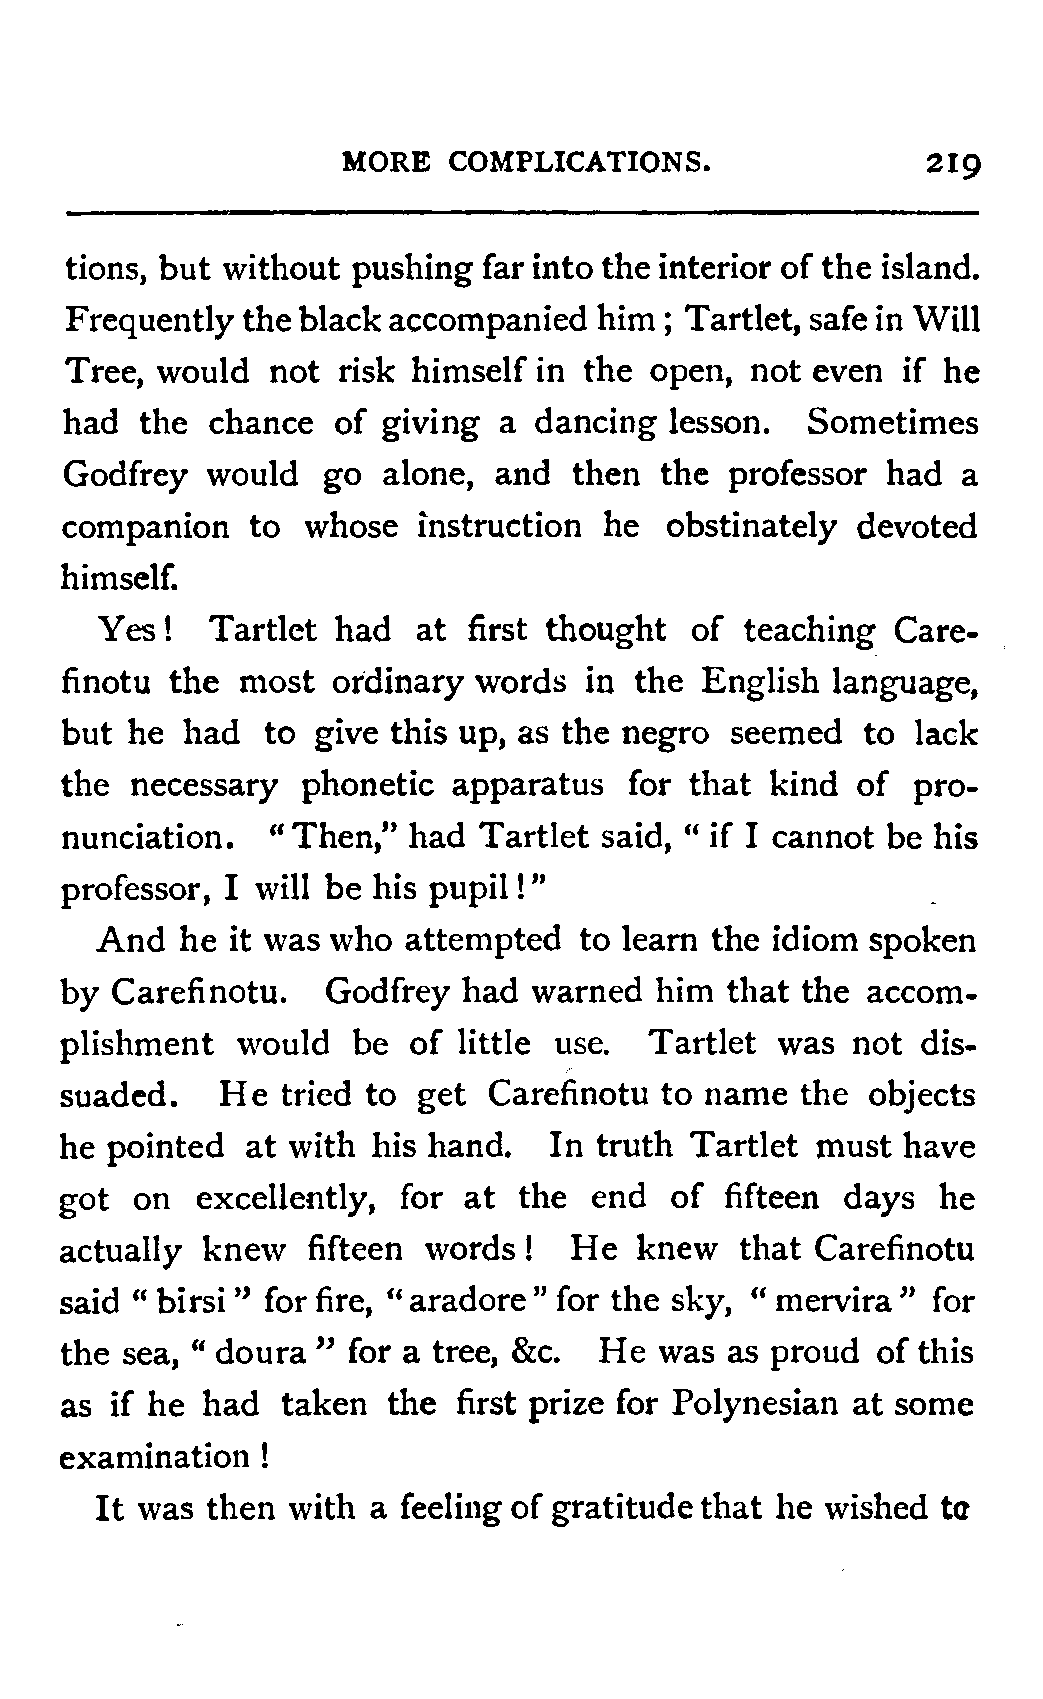 MORE COMPLICATIONS. 219
tions, but without pushing far into the interior of the island.
Frequently the black accompanied him ; Tartlet, safe in Will
Tree, would not risk himself in the open, not even if he
had the chance of giving a dancing lesson. Sometimes
Godfrey would go alone, and then the professor had a
companion to whose instruction he obstinately devoted
himself.
Yes ! Tartlet had at first thought of teaching Care-
finotu the most ordinary words in the English language,
but he had to give this up, as the negro seemed to lack
the necessary phonetic apparatus for that kind of pro-
nunciation. “ Then,” had Tartlet said, “ if I cannot be his
professor, I will be his pupil ! ”
And he it was who attempted to learn the idiom spoken
by Carefinotu. Godfrey had warned him that the accom-
plishment would be of little use. Tartlet was not dis-
suaded. He tried to get Carefinotu to name the objects
he pointed at with his hand. In truth Tartlet must have
got on excellently, for at the end of fifteen days he
actually knew fifteen words ! He knew that Carefinotu
said “ birsi ” for fire, “ aradore ” for the sky, “ mervira ” for
the sea, “ doura ” for a tree, &c. He was as proud of this
as if he had taken the first prize for Polynesian at some
examination !
It was then with a feeling of gratitude that he wished to